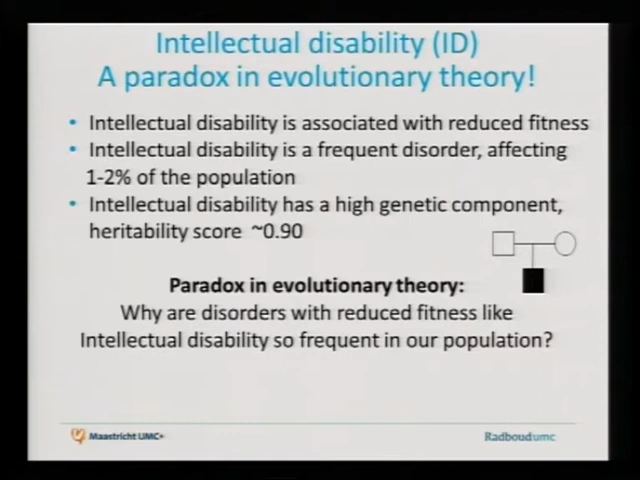 Intellectual disability (ID)
A paradox in evolutionary theory!
• Intellectual disability is associated with reduced fitness
• Intellectual disability is a frequent disorder, affecting
1-2% of the population
• Intellectual disability has a high genetic component,
heritability score ~0.90
Paradox in evolutionary theory:
Why are disorders with reduced fitness like
Intellectual disability so frequent in our population?
Maastricht UMC+
Radboudumc